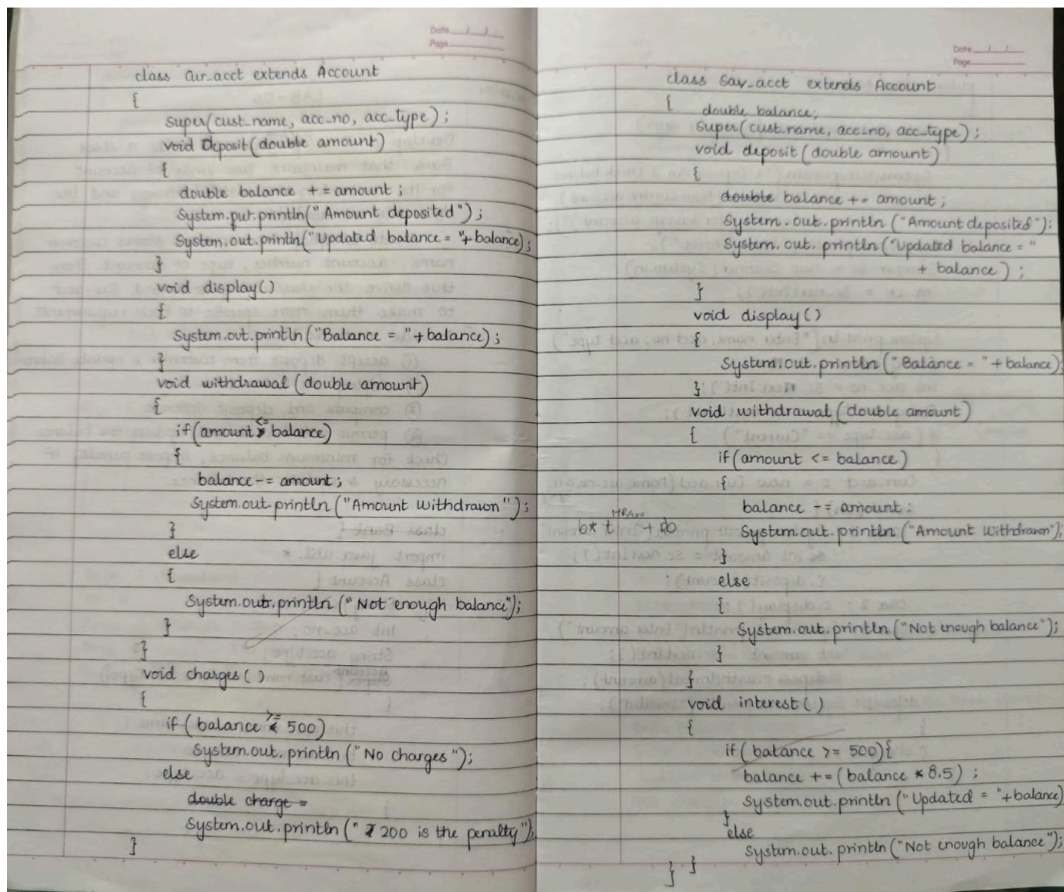 Date / /
Page
class Cur_acct extends Account
{
super(cust_name, acc_no, acc_type);
void Deposit(double amount)
{
double balance += amount;
System.out.println("Amount deposited");
System.out.println("Updated balance = "+balance);
}
void display()
{
System.out.println("Balance = "+balance);
}
void withdrawal(double amount)
{
if(amount <= balance)
{
balance -= amount;
System.out.println("Amount withdrawn");
}
else
{
System.out.println("Not enough balance");
}
}
void charges()
{
if(balance >= 500)
System.out.println("No charges");
else
double charge =
System.out.println("₹200 is the penalty")
}
Date / /
Page
class Sav_acct extends Account
{
double balance;
super(cust_name, acc_no, acc_type);
void deposit(double amount)
{
double balance += amount;
System.out.println("Amount deposited");
System.out.println("Updated balance = "
+ balance);
}
void display()
{
System.out.println("Balance = "+balance);
}
void withdrawal(double amount)
{
if(amount <= balance)
{
balance -= amount;
System.out.println("Amount withdrawn");
}
else
{
System.out.println("Not enough balance");
}
}
void interest()
{
if(balance >= 500){
balance += (balance * 8.5);
System.out.println("Updated = "+balance)
}
else
System.out.println("Not enough balance");
}
}